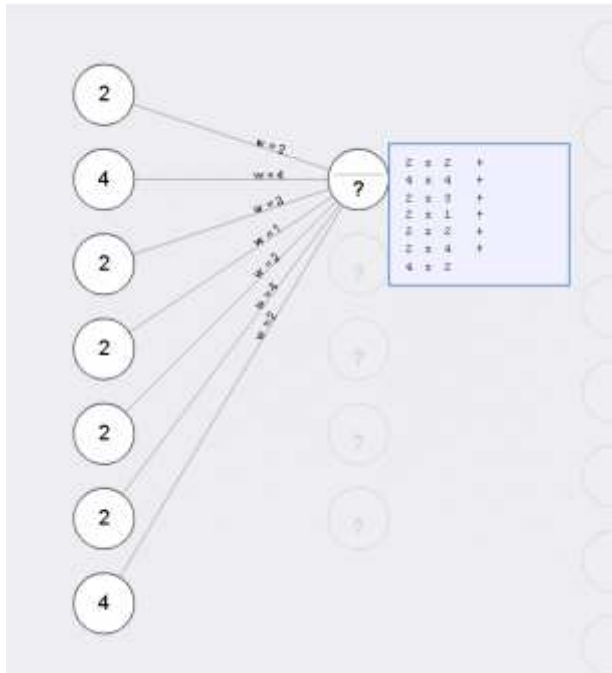 2
4
2
2
2
2
4
w = 2
w = 4
w = 3
w = 1
w = 2
w = 4
w = 2
?
2 * 2 +
4 * 4 +
2 * 3 +
2 * 1 +
2 * 2 +
2 * 4 +
4 * 2
?
?
?
?